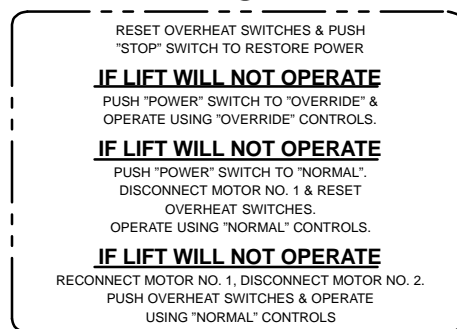 RESET OVERHEAT SWITCHES & PUSH
"STOP" SWITCH TO RESTORE POWER
IF LIFT WILL NOT OPERATE
PUSH "POWER" SWITCH TO "OVERRIDE" &
OPERATE USING "OVERRIDE" CONTROLS.
IF LIFT WILL NOT OPERATE
PUSH "POWER" SWITCH TO "NORMAL".
DISCONNECT MOTOR NO. 1 & RESET
OVERHEAT SWITCHES.
OPERATE USING "NORMAL" CONTROLS.
IF LIFT WILL NOT OPERATE
RECONNECT MOTOR NO. 1, DISCONNECT MOTOR NO. 2.
PUSH OVERHEAT SWITCHES & OPERATE
USING "NORMAL" CONTROLS